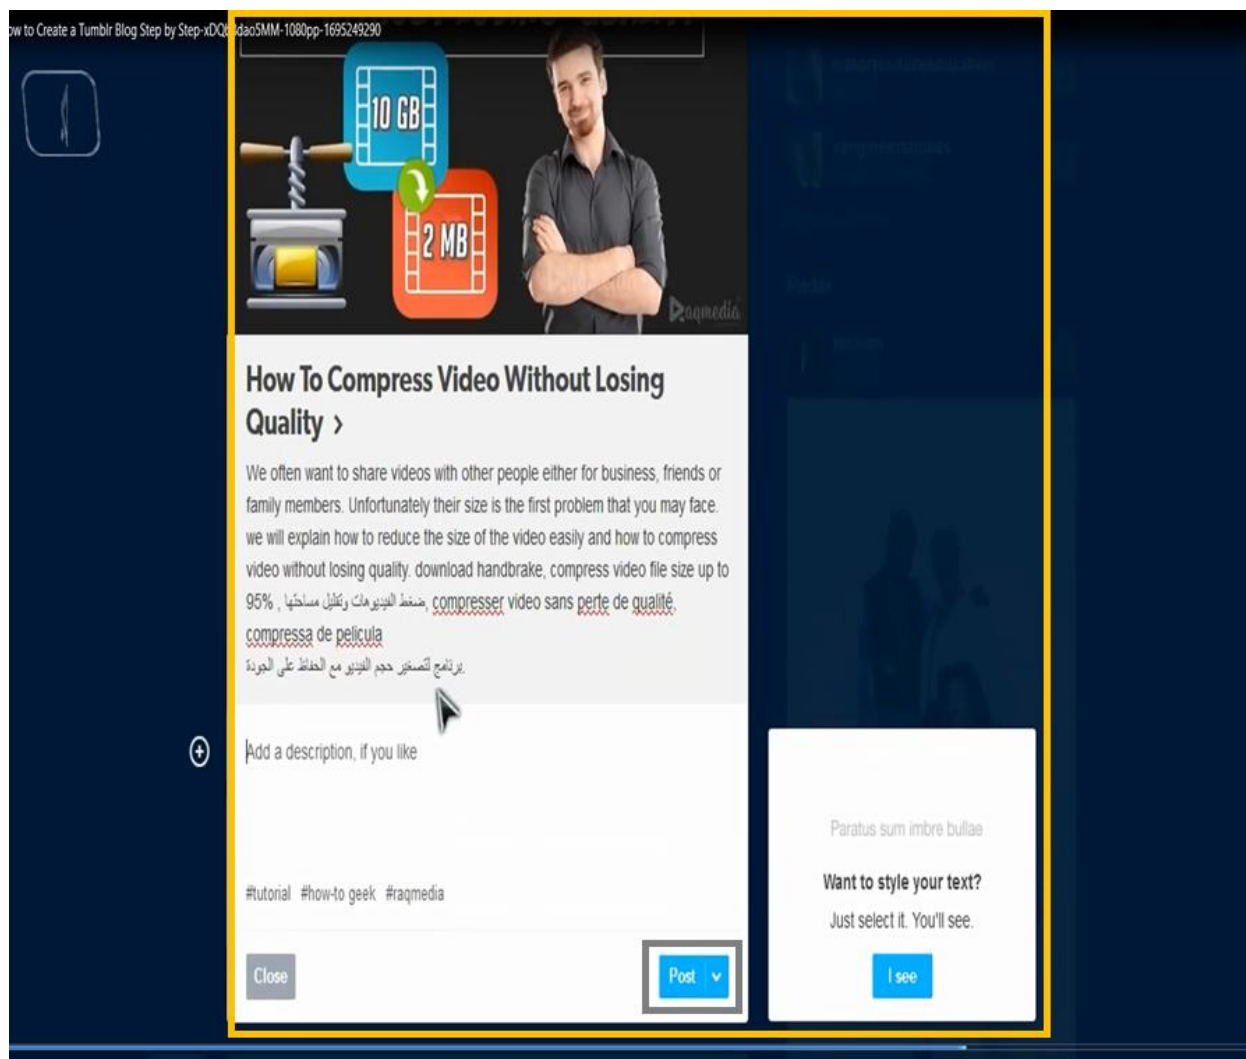 ow to Create a Tumblr Blog Step by Step-xDQb8dao5MM-1080pp-1695249290
10 GB
2 MB
Raqmedia
How To Compress Video Without Losing
Quality >
We often want to share videos with other people either for business, friends or
family members. Unfortunately their size is the first problem that you may face.
we will explain how to reduce the size of the video easily and how to compress
video without losing quality. download handbrake, compress video file size up to
95% , ضغط الفيديوهات وتقليل مساحتها, compresser video sans perte de qualité,
compressa de pelicula
برنامج لتصغير حجم الفيديو مع الحفاظ على الجودة.
Add a description, if you like
#tutorial #how-to geek #raqmedia
Close
Post
Radar
Paratus sum imbre bullae
Want to style your text?
Just select it. You'll see.
I see